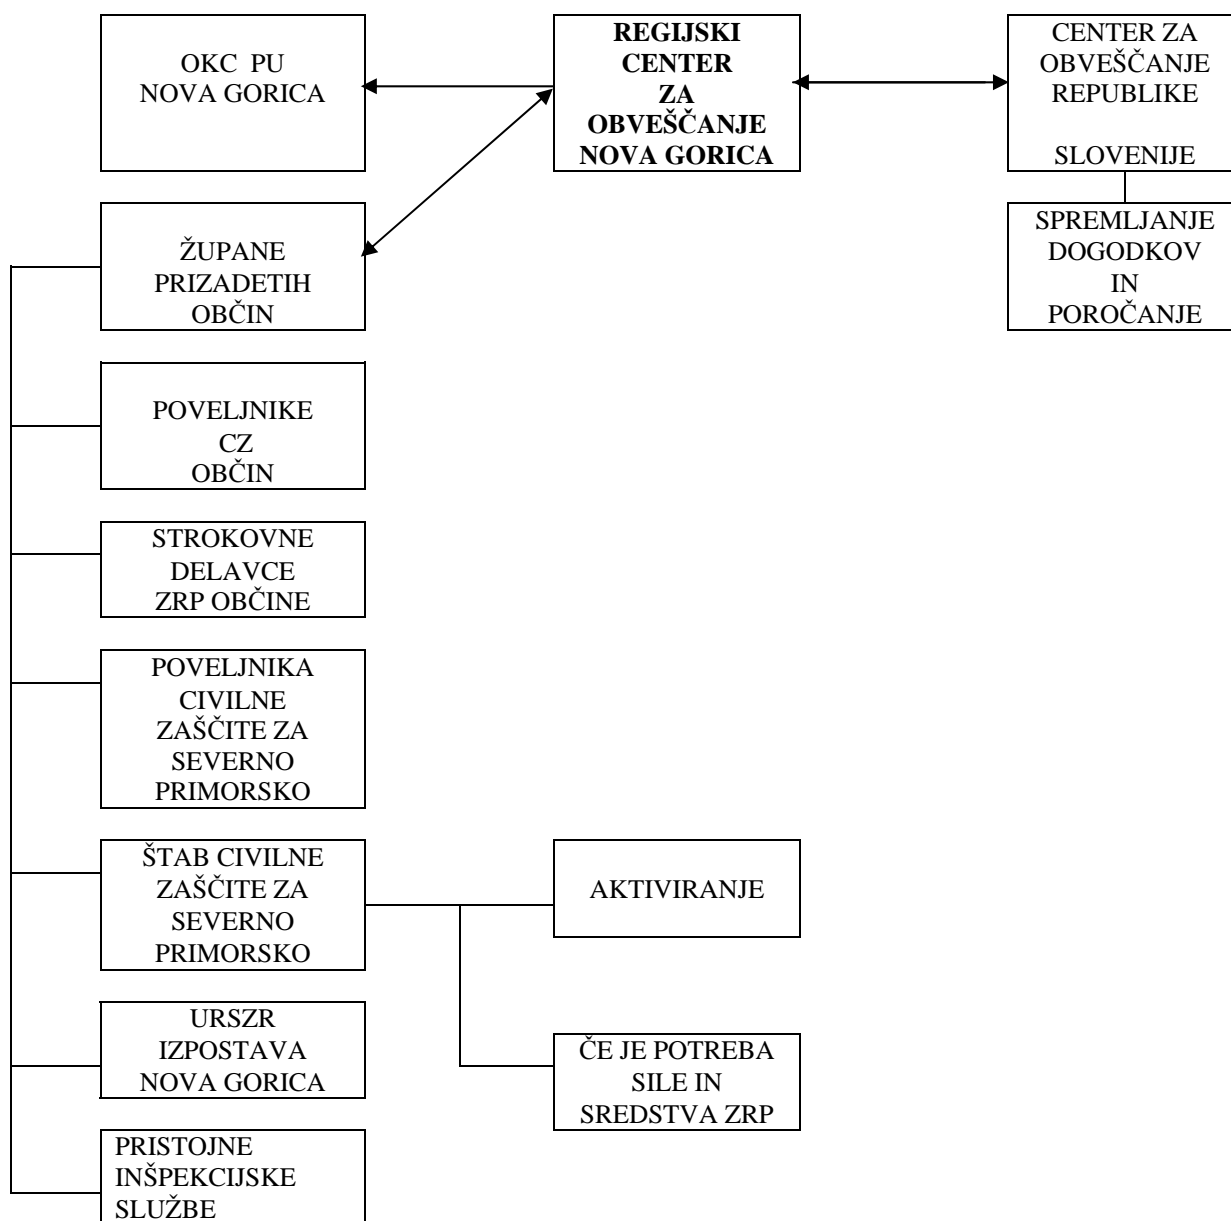 OKC PU
NOVA GORICA
REGIJSKI
CENTER
ZA
OBVEŠČANJE
NOVA GORICA
CENTER ZA
OBVEŠČANJE
REPUBLIKE
SLOVENIJE
ŽUPANE
PRIZADETIH
OBČIN
SPREMLJANJE
DOGODKOV
IN
POROČANJE
POVELJNIKE
CZ
OBČIN
STROKOVNE
DELAVCE
ZRP OBČINE
POVELJNIKA
CIVILNE
ZAŠČITE ZA
SEVERNO
PRIMORSKO
ŠTAB CIVILNE
ZAŠČITE ZA
SEVERNO
PRIMORSKO
AKTIVIRANJE
URSZR
IZPOSTAVA
NOVA GORICA
ČE JE POTREBA
SILE IN
SREDSTVA ZRP
PRISTOJNE
INŠPEKCIJSKE
SLUŽBE